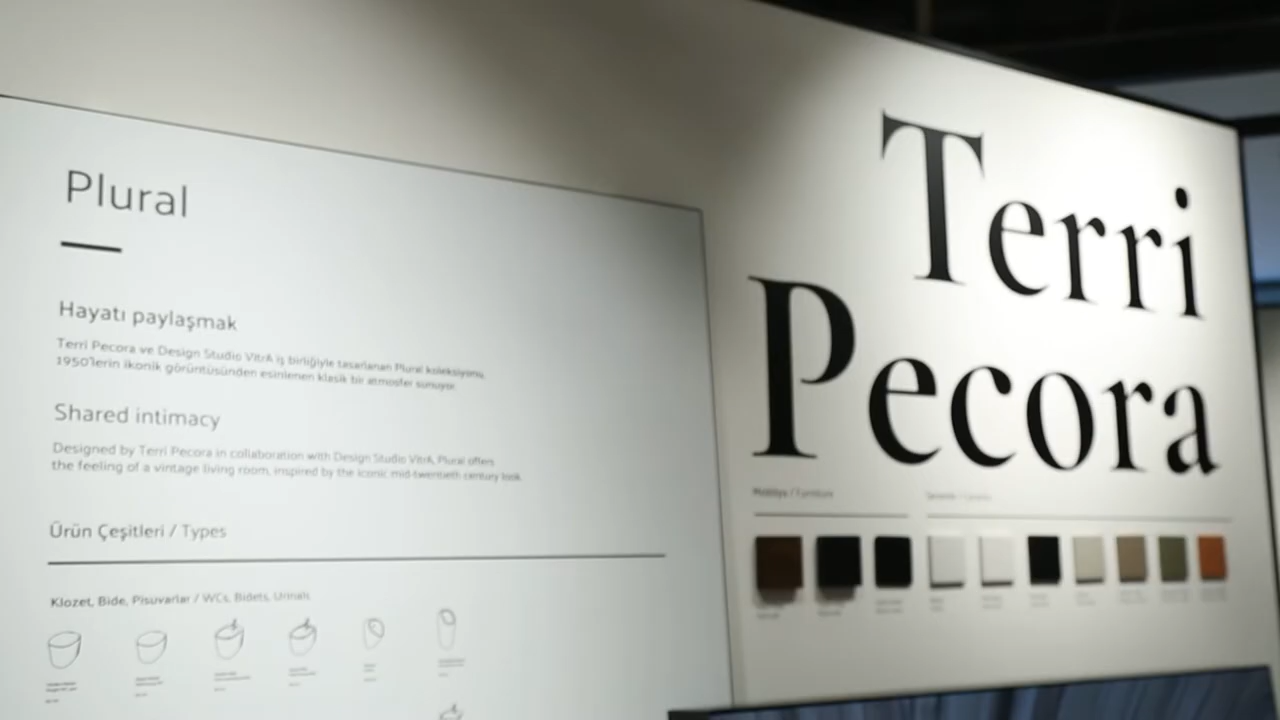 Plural
Hayatı paylaşmak
Terri Pecora ve Design Studio VitrA iş birliğiyle tasarlanan Plural koleksiyonu,
1950'lerin ikonik görüntüsünden esinlenen klasik bir atmosfer sunuyor.
Shared intimacy
Designed by Terri Pecora in collaboration with Design Studio VitrA, Plural offers
the feeling of a vintage living room, inspired by the iconic mid-twentieth century look.
Ürün Çeşitleri / Types
Klozet, Bide, Pisuvarlar / WCs, Bidets, Urinals
Terri
Pecora
Mobilya / Furniture